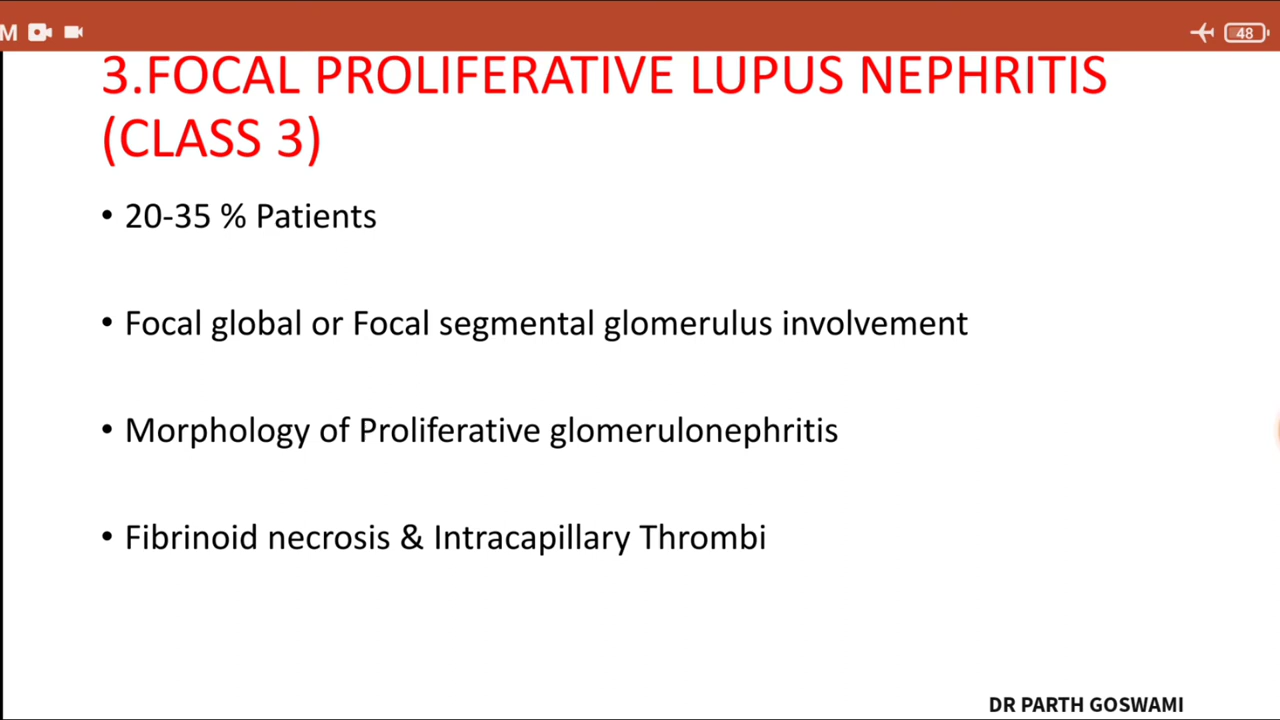 M
48
3.FOCAL PROLIFERATIVE LUPUS NEPHRITIS
(CLASS 3)
• 20-35 % Patients
• Focal global or Focal segmental glomerulus involvement
• Morphology of Proliferative glomerulonephritis
• Fibrinoid necrosis & Intracapillary Thrombi
DR PARTH GOSWAMI